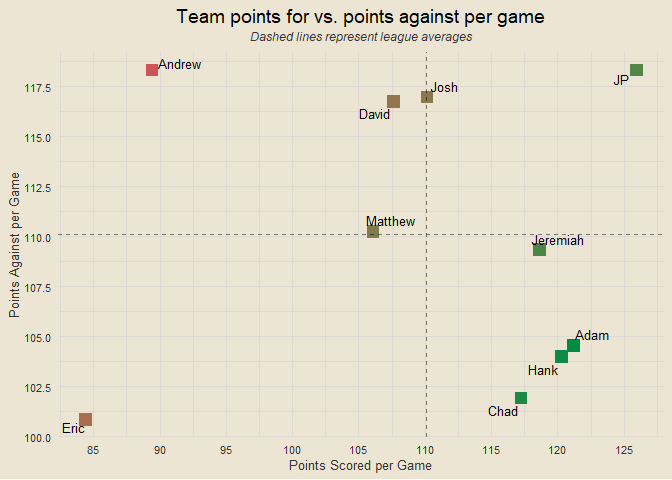 Team points for vs. points against per game
Dashed lines represent league averages
Points Against per Game
117.5
115.0
112.5
110.0
107.5
105.0
102.5
100.0
Andrew
JP
Josh
David
Matthew
Jeremiah
Adam
Hank
Chad
Eric
85 90 95 100 105 110 115 120 125
Points Scored per Game